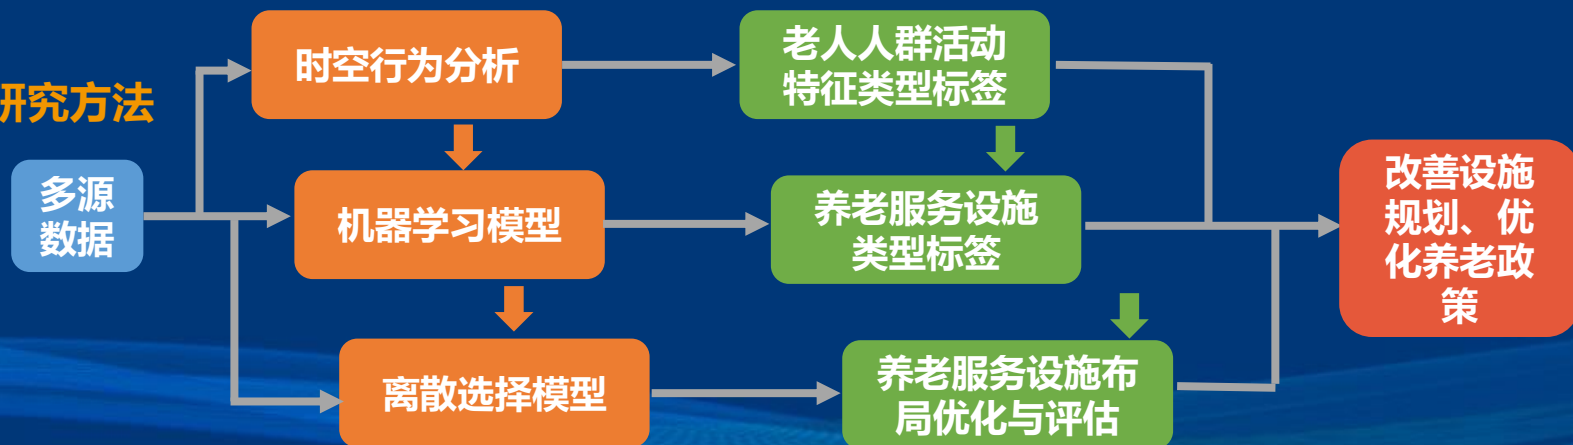 研究方法
多源
数据
时空行为分析
机器学习模型
离散选择模型
老人人群活动
特征类型标签
养老服务设施
类型标签
养老服务设施布
局优化与评估
改善设施
规划、优
化养老政
策